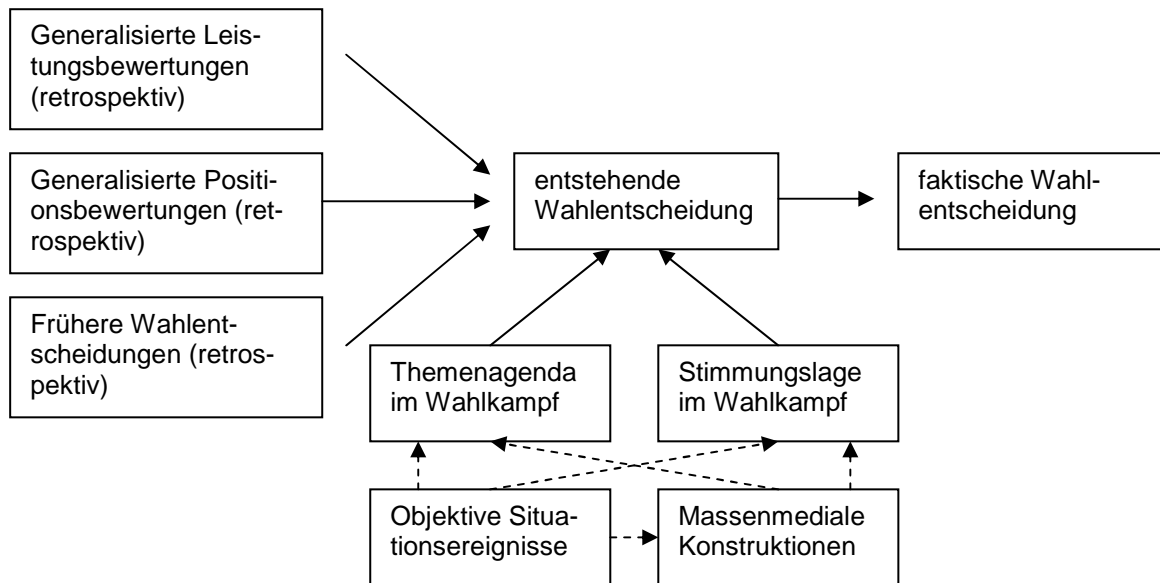 Generalisierte Leis-
tungsbewertungen
(retrospektiv)
Generalisierte Positi-
onsbewertungen (ret-
rospektiv)
Frühere Wahlent-
scheidungen (retros-
pektiv)
entstehende
Wahlentscheidung
faktische Wahl-
entscheidung
Themenagenda
im Wahlkampf
Stimmungslage
im Wahlkampf
Objektive Situa-
tionsereignisse
Massenmediale
Konstruktionen